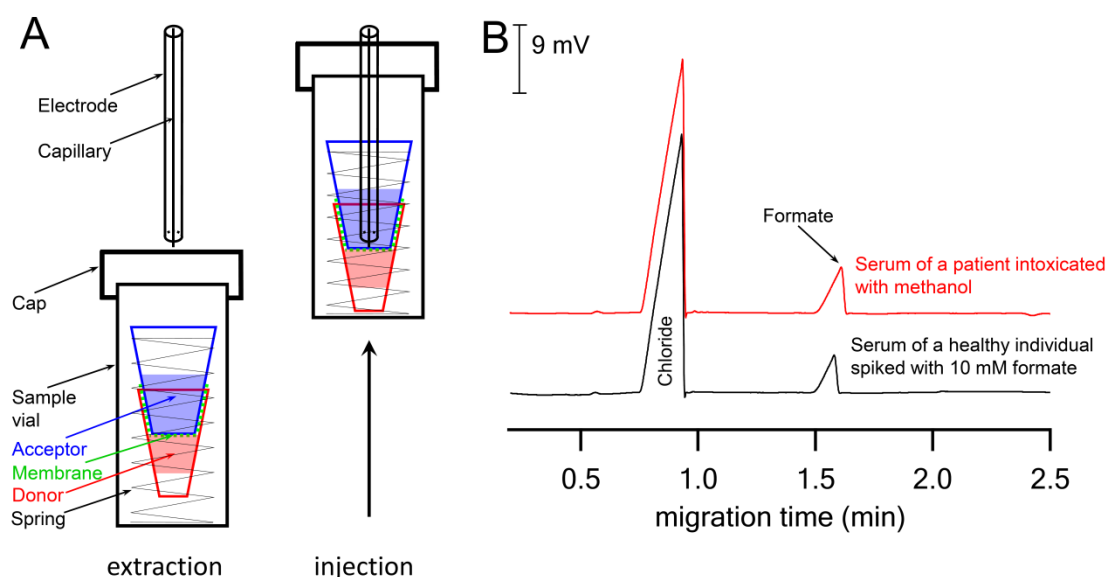 A
Electrode
Capillary
Cap
Sample
vial
Acceptor
Membrane
Donor
Spring
extraction
injection
B
9 mV
Chloride
Formate
Serum of a patient intoxicated
with methanol
Serum of a healthy individual
spiked with 10 mM formate
0.5 1.0 1.5 2.0 2.5
migration time (min)